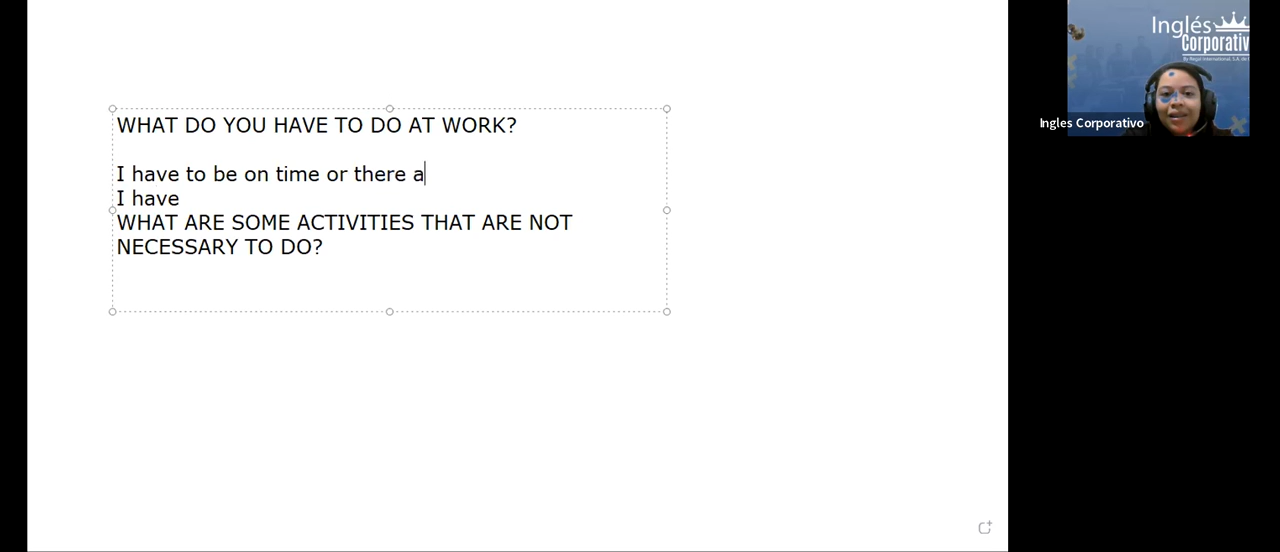 WHAT DO YOU HAVE TO DO AT WORK?
I have to be on time or there a
I have
WHAT ARE SOME ACTIVITIES THAT ARE NOT
NECESSARY TO DO?
Inglés
Corporativ
Ingles Corporativo